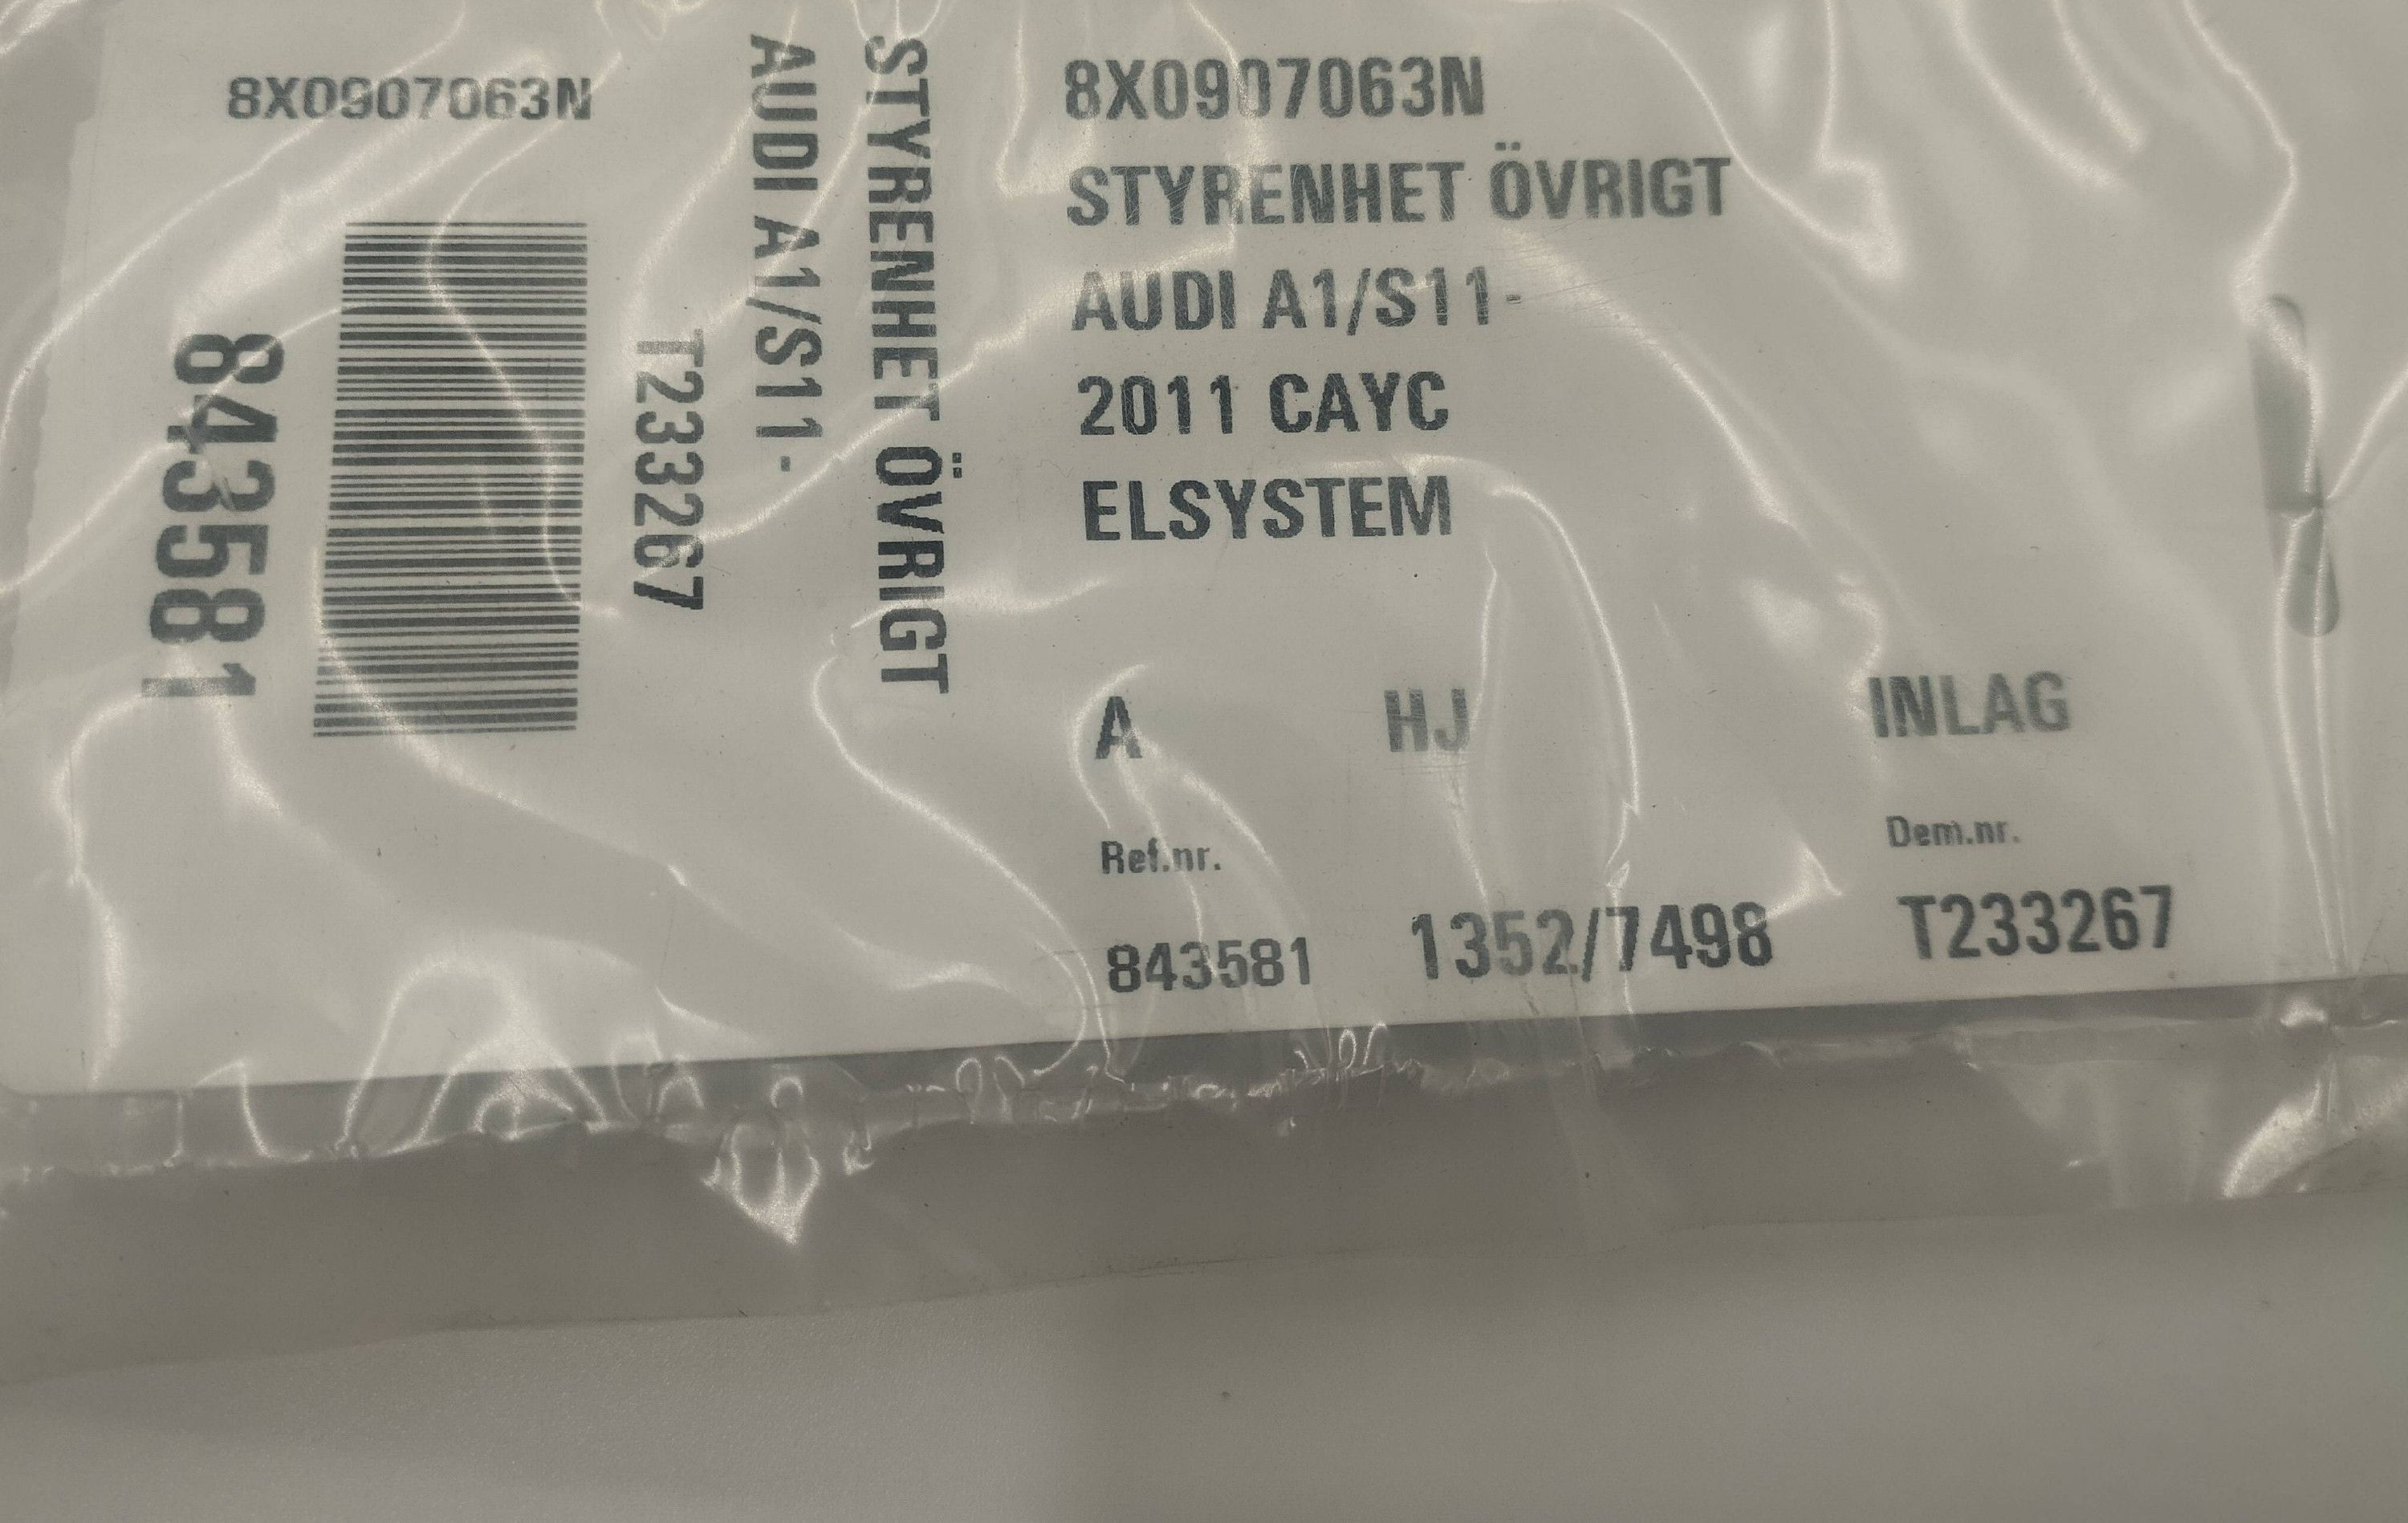 8X0907063N
843581
T233267
AUDI A1/S11-
STYRENHET ÖVRIGT
8X0907063N
STYRENHET ÖVRIGT
AUDI A1/S11-
2011 CAYC
ELSYSTEM
A HJ INLAG
Ref.nr. Dem.nr.
843581 1352/7498 T233267